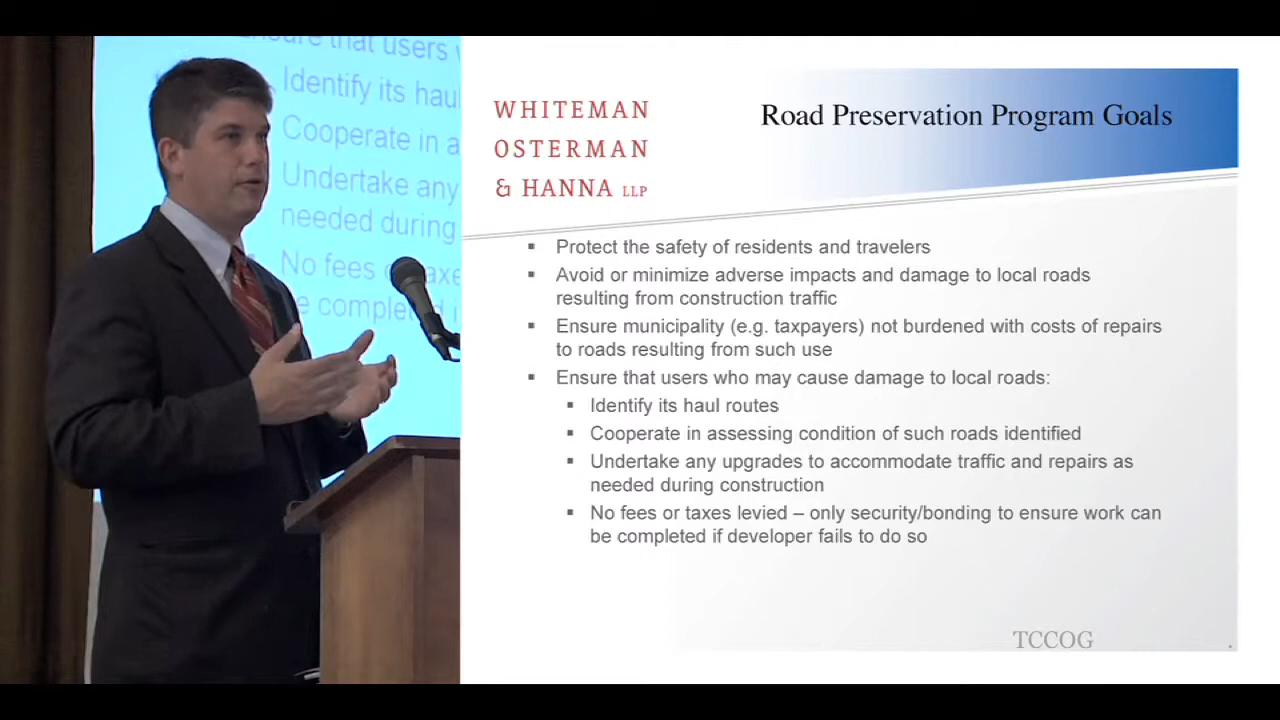 ensure that users
Identify its hau
Cooperate in a
Undertake any
needed during
No fees o axe
e completed i
WHITEMAN
OSTERMAN
& HANNA LLP
Road Preservation Program Goals
▪ Protect the safety of residents and travelers
▪ Avoid or minimize adverse impacts and damage to local roads
resulting from construction traffic
▪ Ensure municipality (e.g. taxpayers) not burdened with costs of repairs
to roads resulting from such use
▪ Ensure that users who may cause damage to local roads:
▪ Identify its haul routes
▪ Cooperate in assessing condition of such roads identified
▪ Undertake any upgrades to accommodate traffic and repairs as
needed during construction
▪ No fees or taxes levied – only security/bonding to ensure work can
be completed if developer fails to do so
TCCOG